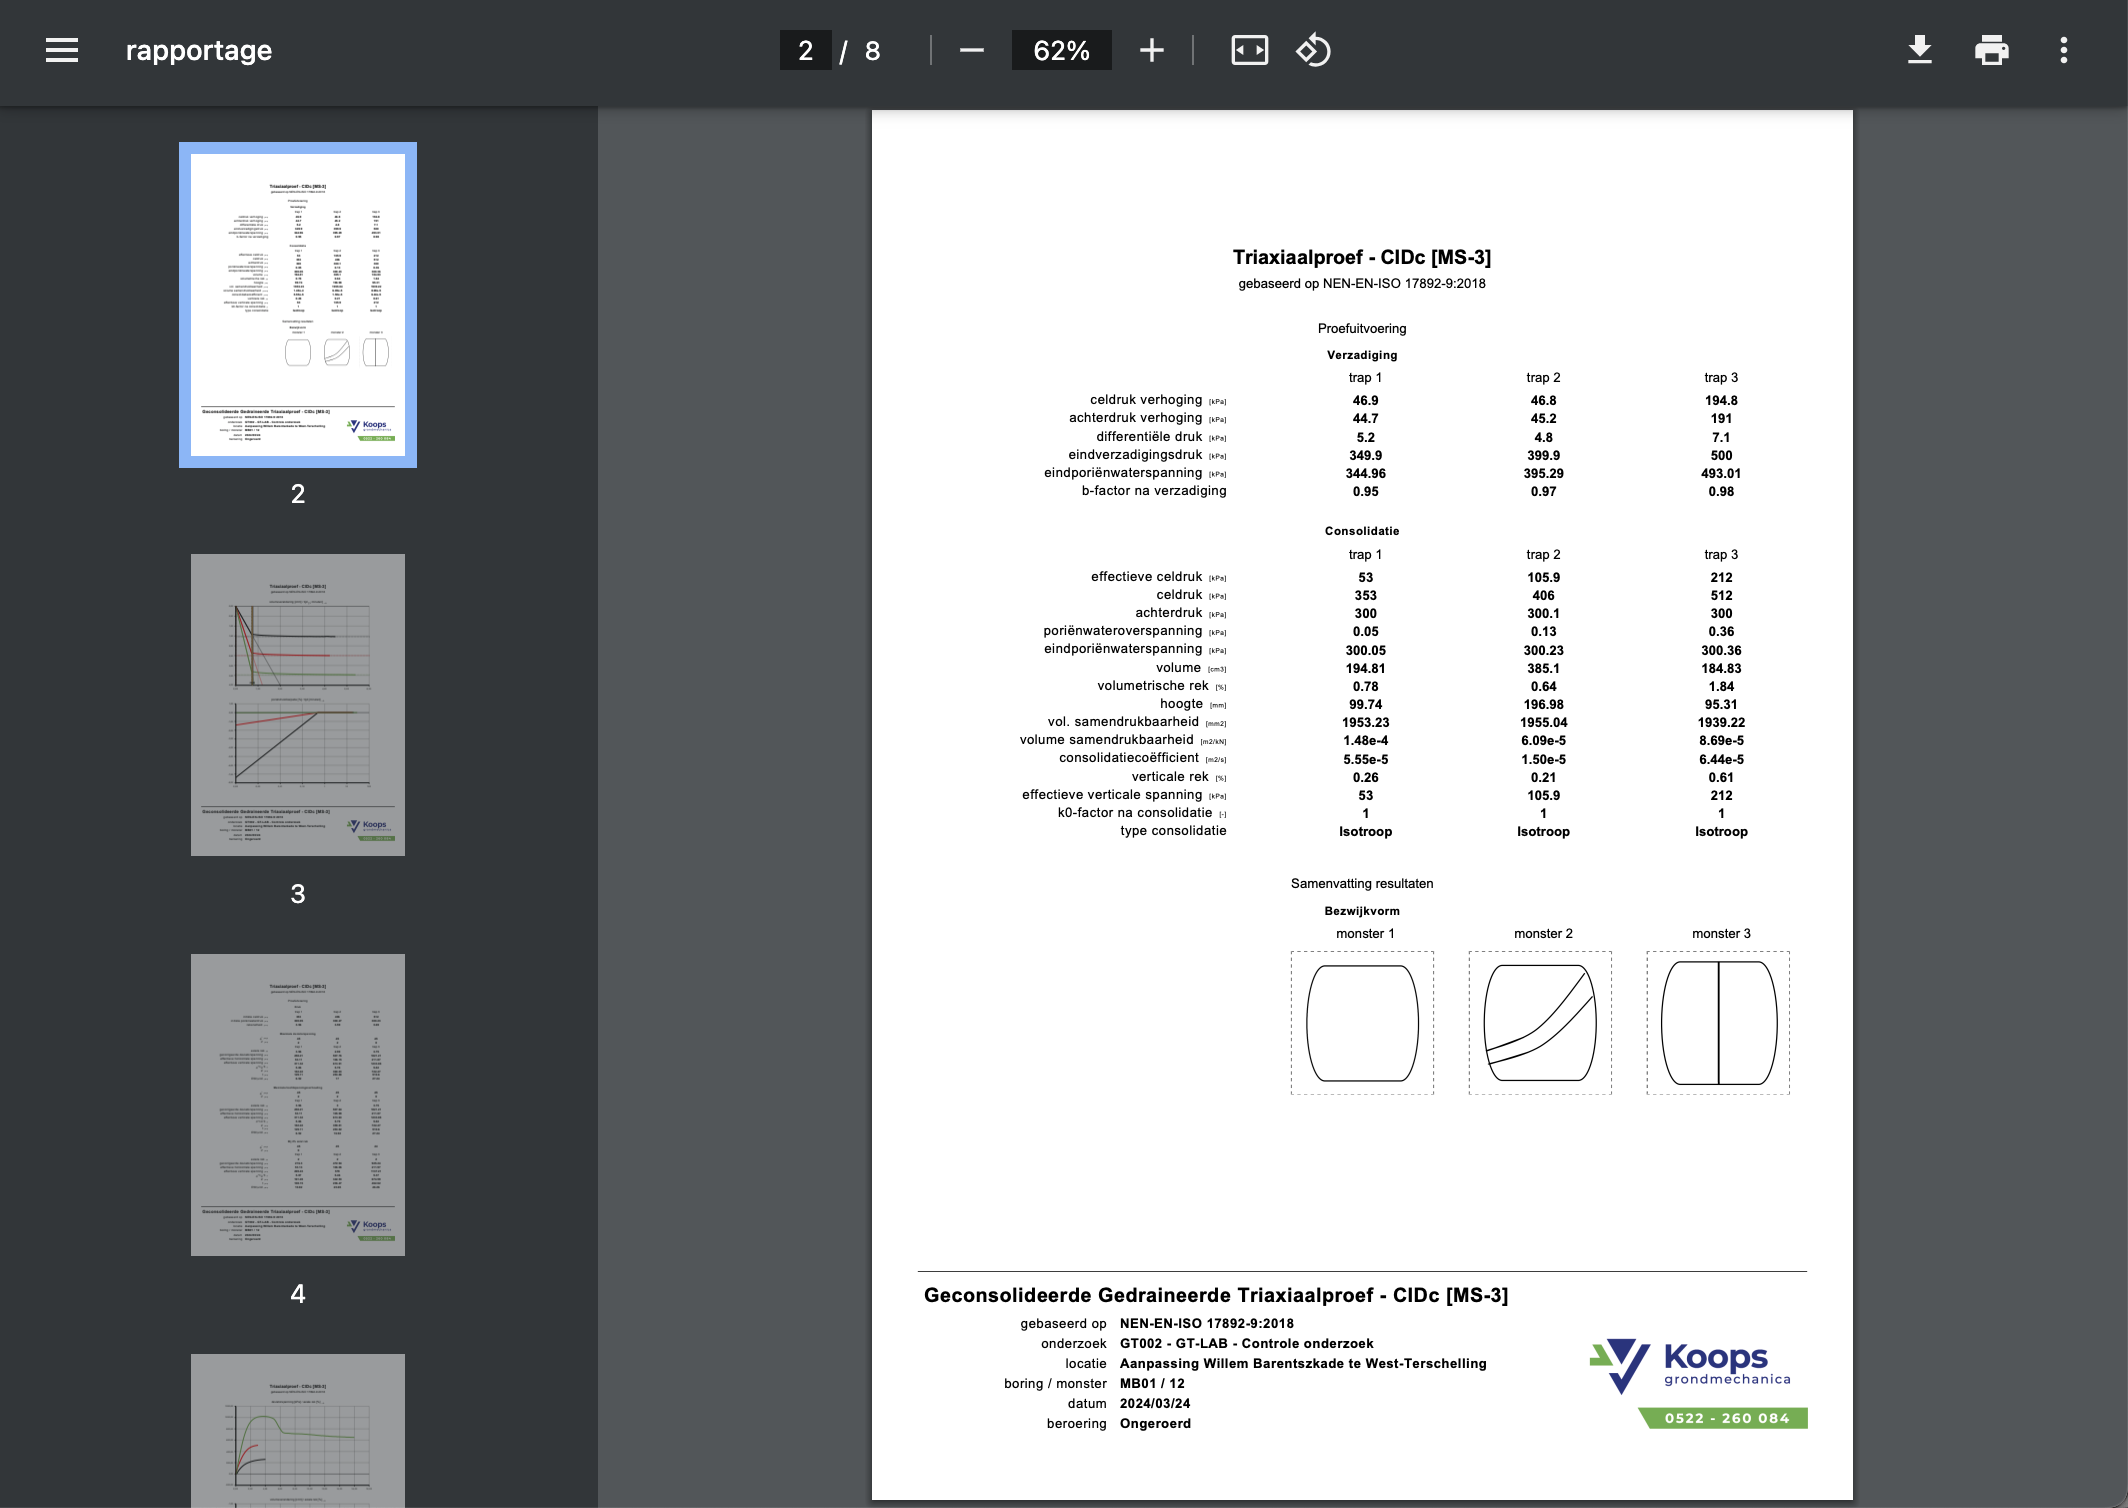 rapportage
2 / 8
62%
2
3
4
Triaxiaalproef - CIDc [MS-3]
gebaseerd op NEN-EN-ISO 17892-9:2018
Proefuitvoering
Verzadiging
trap 1 trap 2 trap 3
celdruk verhoging [kPa] 46.9 46.8 194.8
achterdruk verhoging [kPa] 44.7 45.2 191
differentiële druk [kPa] 5.2 4.8 7.1
eindverzadigingsdruk [kPa] 349.9 399.9 500
eindporiënwaterspanning [kPa] 344.96 395.29 493.01
b-factor na verzadiging 0.95 0.97 0.98
Consolidatie
trap 1 trap 2 trap 3
effectieve celdruk [kPa] 53 105.9 212
celdruk [kPa] 353 406 512
achterdruk [kPa] 300 300.1 300
poriënwateroverspanning [kPa] 0.05 0.13 0.36
eindporiënwaterspanning [kPa] 300.05 300.23 300.36
volume [cm3] 194.81 385.1 184.83
volumetrische rek [%] 0.78 0.64 1.84
hoogte [mm] 99.74 196.98 95.31
vol. samendrukbaarheid [mm2] 1953.23 1955.04 1939.22
volume samendrukbaarheid [m2/kN] 1.48e-4 6.09e-5 8.69e-5
consolidatiecoëfficient [m2/s] 5.55e-5 1.50e-5 6.44e-5
verticale rek [%] 0.26 0.21 0.61
effectieve verticale spanning [kPa] 53 105.9 212
k0-factor na consolidatie [-] 1 1 1
type consolidatie Isotroop Isotroop Isotroop
Samenvatting resultaten
Bezwijkvorm
monster 1 monster 2 monster 3
Geconsolideerde Gedraineerde Triaxiaalproef - CIDc [MS-3]
gebaseerd op NEN-EN-ISO 17892-9:2018
onderzoek GT002 - GT-LAB - Controle onderzoek
locatie Aanpassing Willem Barentszkade te West-Terschelling
boring / monster MB01 / 12
datum 2024/03/24
beroering Ongeroerd
Koops
grondmechanica
0522 - 260 084